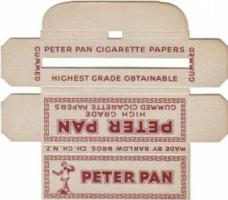 PETER PAN CIGARETTE PAPERS
GUMMED
GUMMED
HIGHEST GRADE OBTAINABLE
PETER PAN
GUMMED CIGARETTE PAPERS
HIGH GRADE
MADE BY BARLOW BROS. CH. CH. N.Z.
PETER PAN